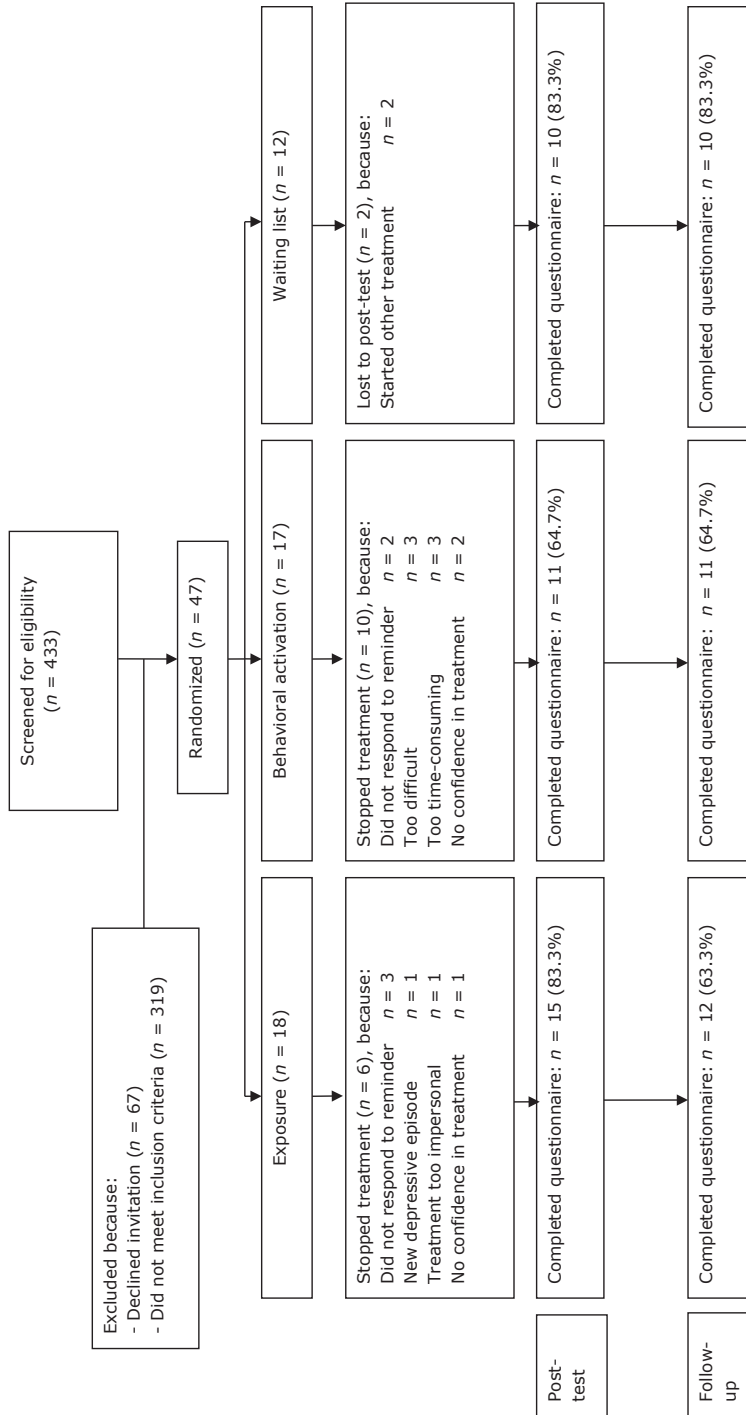 Screened for eligibility
(n = 433)
Excluded because:
- Declined invitation (n = 67)
- Did not meet inclusion criteria (n = 319)
Randomized (n = 47)
Exposure (n = 18)
Behavioral activation (n = 17)
Waiting list (n = 12)
Stopped treatment (n = 6), because:
Did not respond to reminder n = 3
New depressive episode n = 1
Treatment too impersonal n = 1
No confidence in treatment n = 1
Stopped treatment (n = 10), because:
Did not respond to reminder n = 2
Too difficult n = 3
Too time-consuming n = 3
No confidence in treatment n = 2
Lost to post-test (n = 2), because:
Started other treatment n = 2
Post-
test
Completed questionnaire: n = 15 (83.3%)
Completed questionnaire: n = 11 (64.7%)
Completed questionnaire: n = 10 (83.3%)
Follow-
up
Completed questionnaire: n = 12 (63.3%)
Completed questionnaire: n = 11 (64.7%)
Completed questionnaire: n = 10 (83.3%)